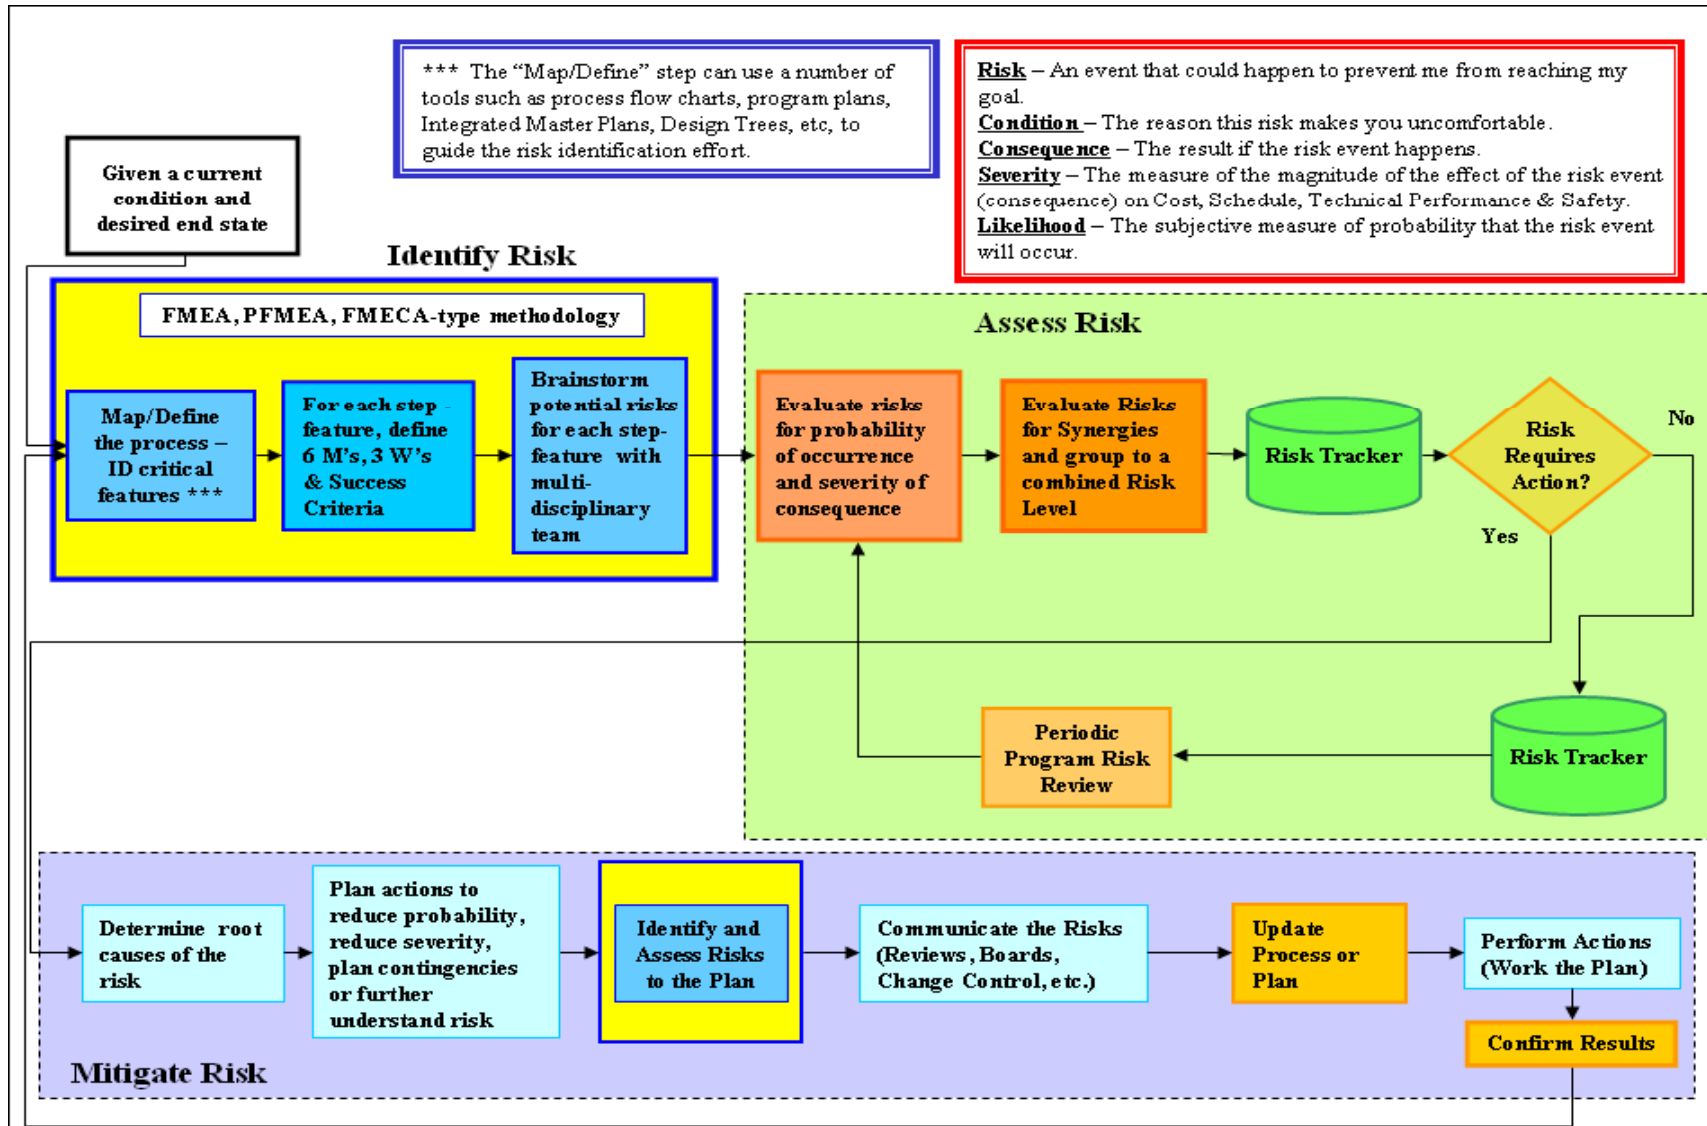 *** The “Map/Define” step can use a number of
tools such as process flow charts, program plans,
Integrated Master Plans, Design Trees, etc, to
guide the risk identification effort.
Risk – An event that could happen to prevent me from reaching my
goal.
Condition – The reason this risk makes you uncomfortable.
Consequence – The result if the risk event happens.
Severity – The measure of the magnitude of the effect of the risk event
(consequence) on Cost, Schedule, Technical Performance & Safety.
Likelihood – The subjective measure of probability that the risk event
will occur.
Given a current
condition and
desired end state
Identify Risk
FMEA, PFMEA, FMECA-type methodology
Map/Define
the process –
ID critical
features ***
For each step -
feature, define
6 M's, 3 W's
& Success
Criteria
Brainstorm
potential risks
for each step-
feature with
multi-
disciplinary
team
Assess Risk
Evaluate risks
for probability
of occurrence
and severity of
consequence
Evaluate Risks
for Synergies
and group to a
combined Risk
Level
Risk Tracker
Risk
Requires
Action?
No
Yes
Periodic
Program Risk
Review
Risk Tracker
Determine root
causes of the
risk
Plan actions to
reduce probability,
reduce severity,
plan contingencies
or further
understand risk
Identify and
Assess Risks
to the Plan
Communicate the Risks
(Reviews, Boards,
Change Control, etc.)
Update
Process or
Plan
Perform Actions
(Work the Plan)
Confirm Results
Mitigate Risk